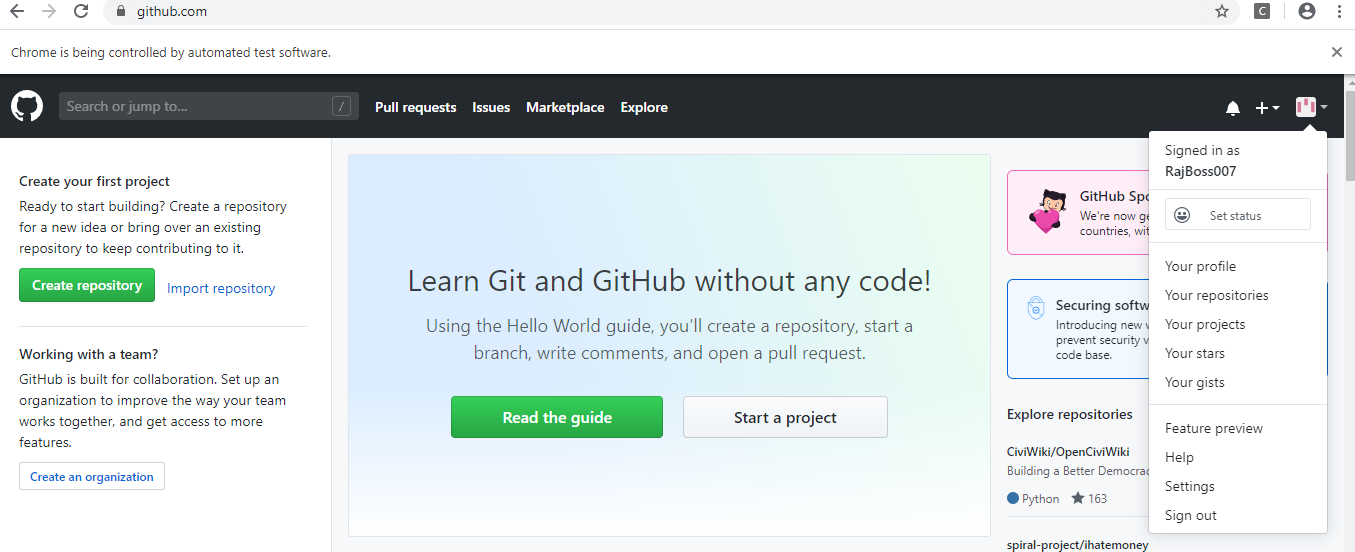 github.com
C
Chrome is being controlled by automated test software.
Search or jump to...
/
Pull requests
Issues
Marketplace
Explore
Create your first project
Ready to start building? Create a repository
for a new idea or bring over an existing
repository to keep contributing to it.
Create repository
Import repository
Working with a team?
GitHub is built for collaboration. Set up an
organization to improve the way your team
works together, and get access to more
features.
Create an organization
Learn Git and GitHub without any code!
Using the Hello World guide, you’ll create a repository, start a
branch, write comments, and open a pull request.
Read the guide
Start a project
GitHub Spo
We're now ge
countries, wit
Securing softw
Introducing new w
prevent security v
code base.
Explore repositories
CiviWiki/OpenCiviWiki
Building a Better Democrac
Python
163
spiral-project/ihatemoney
Signed in as
RajBoss007
Set status
Your profile
Your repositories
Your projects
Your stars
Your gists
Feature preview
Help
Settings
Sign out